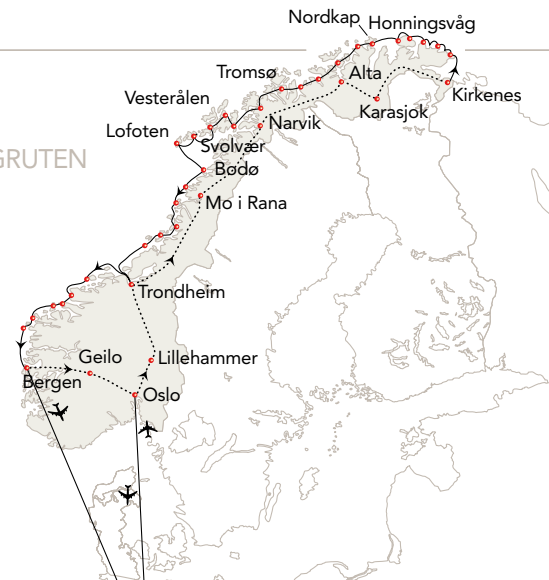 Nordkap
Honningsvåg
Tromsø
Alta
Vesterålen
Karasjok
Kirkenes
Lofoten
Narvik
Svolvær
GRUTEN
Bodø
Mo i Rana
Trondheim
Geilo
Lillehammer
Bergen
Oslo